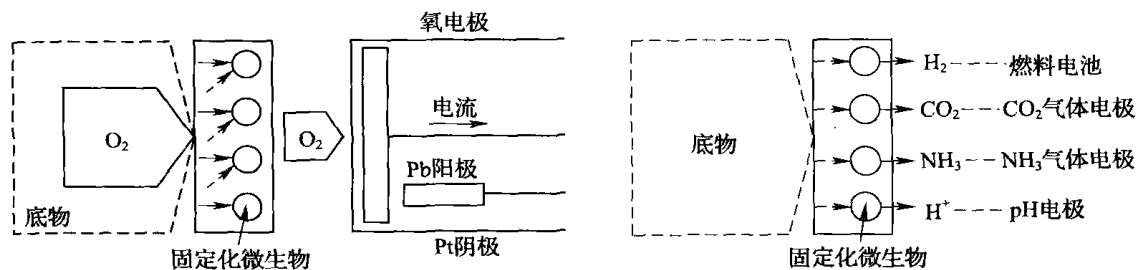 氧电极
O₂
底物
O₂
电流
Pb阳极
Pt阴极
固定化微生物
底物
H₂ 燃料电池
CO₂ CO₂气体电极
NH₃ NH₃气体电极
H⁺ pH电极
固定化微生物